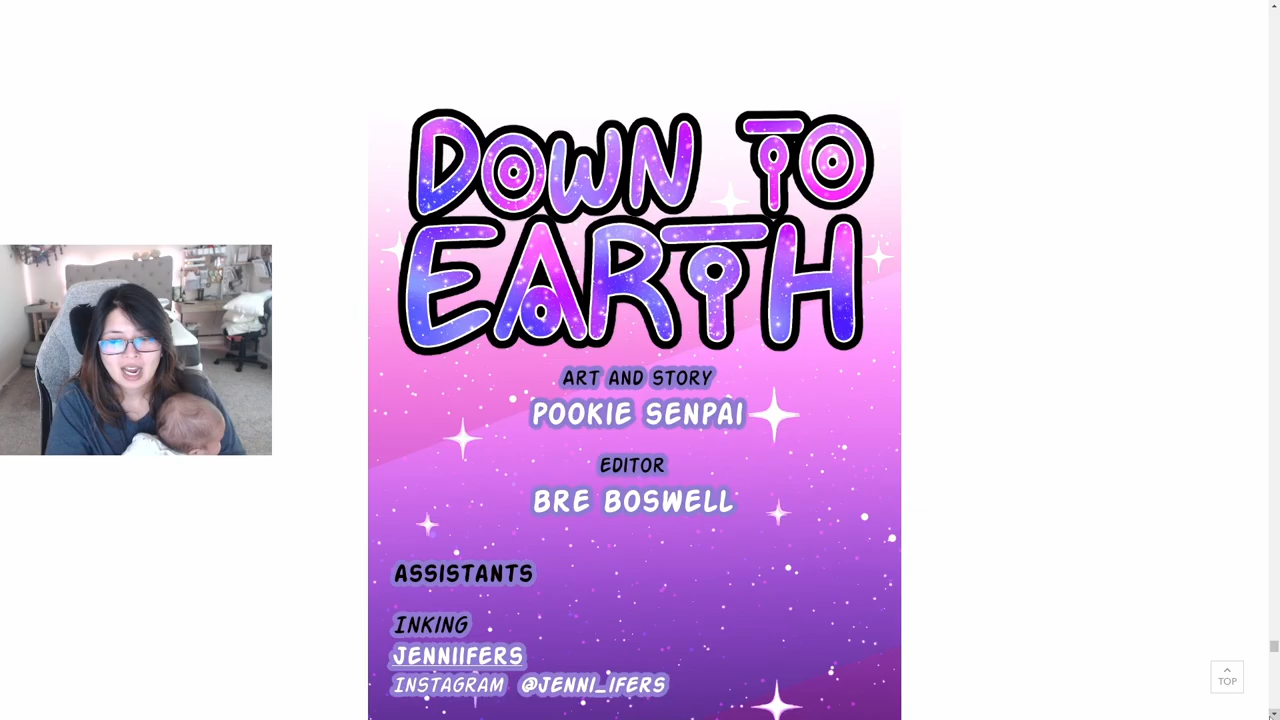 DOWN TO
EARTH
ART AND STORY
POOKIE SENPAI
EDITOR
BRE BOSWELL
ASSISTANTS
INKING
JENNIIFERS
INSTAGRAM @JENNI_IFERS
TOP